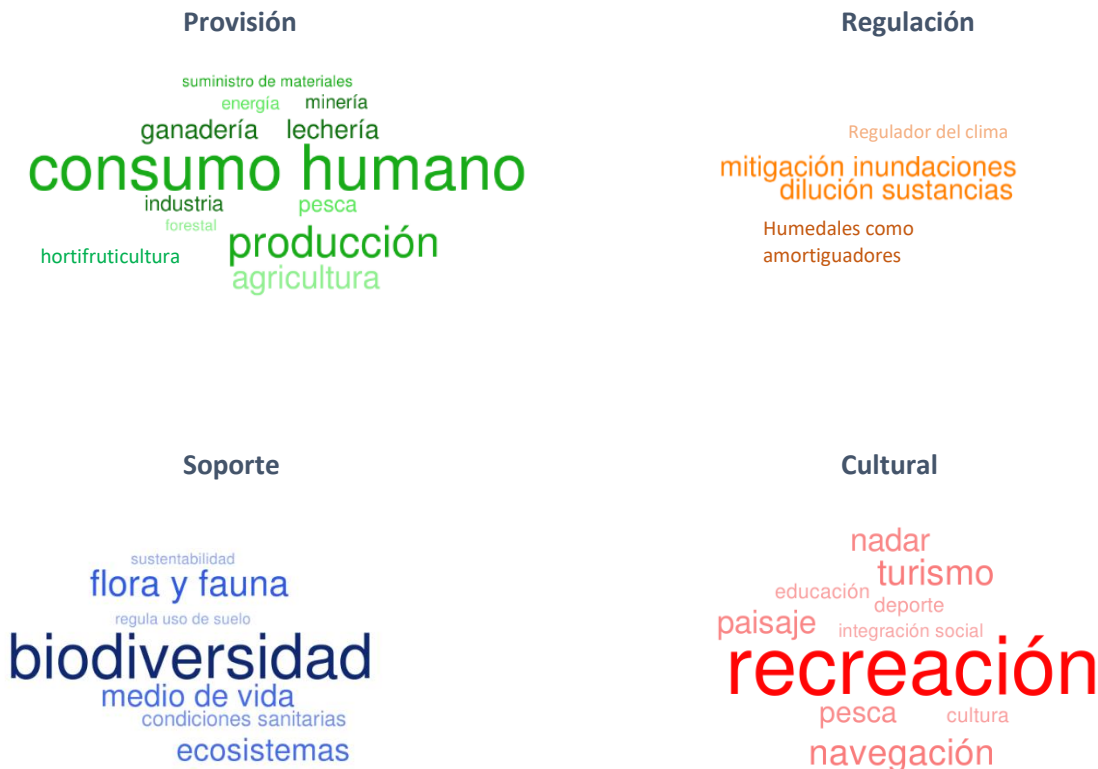 Provisión
suministro de materiales
energía minería
ganadería lechería
consumo humano
industria pesca
forestal
hortifruticultura
producción
agricultura
Regulación
Regulador del clima
mitigación inundaciones
dilución sustancias
Humedales como
amortiguadores
Soporte
sustentabilidad
flora y fauna
regula uso de suelo
biodiversidad
medio de vida
condiciones sanitarias
ecosistemas
Cultural
nadar
turismo
educación
deporte
paisaje
integración social
recreación
pesca cultura
navegación